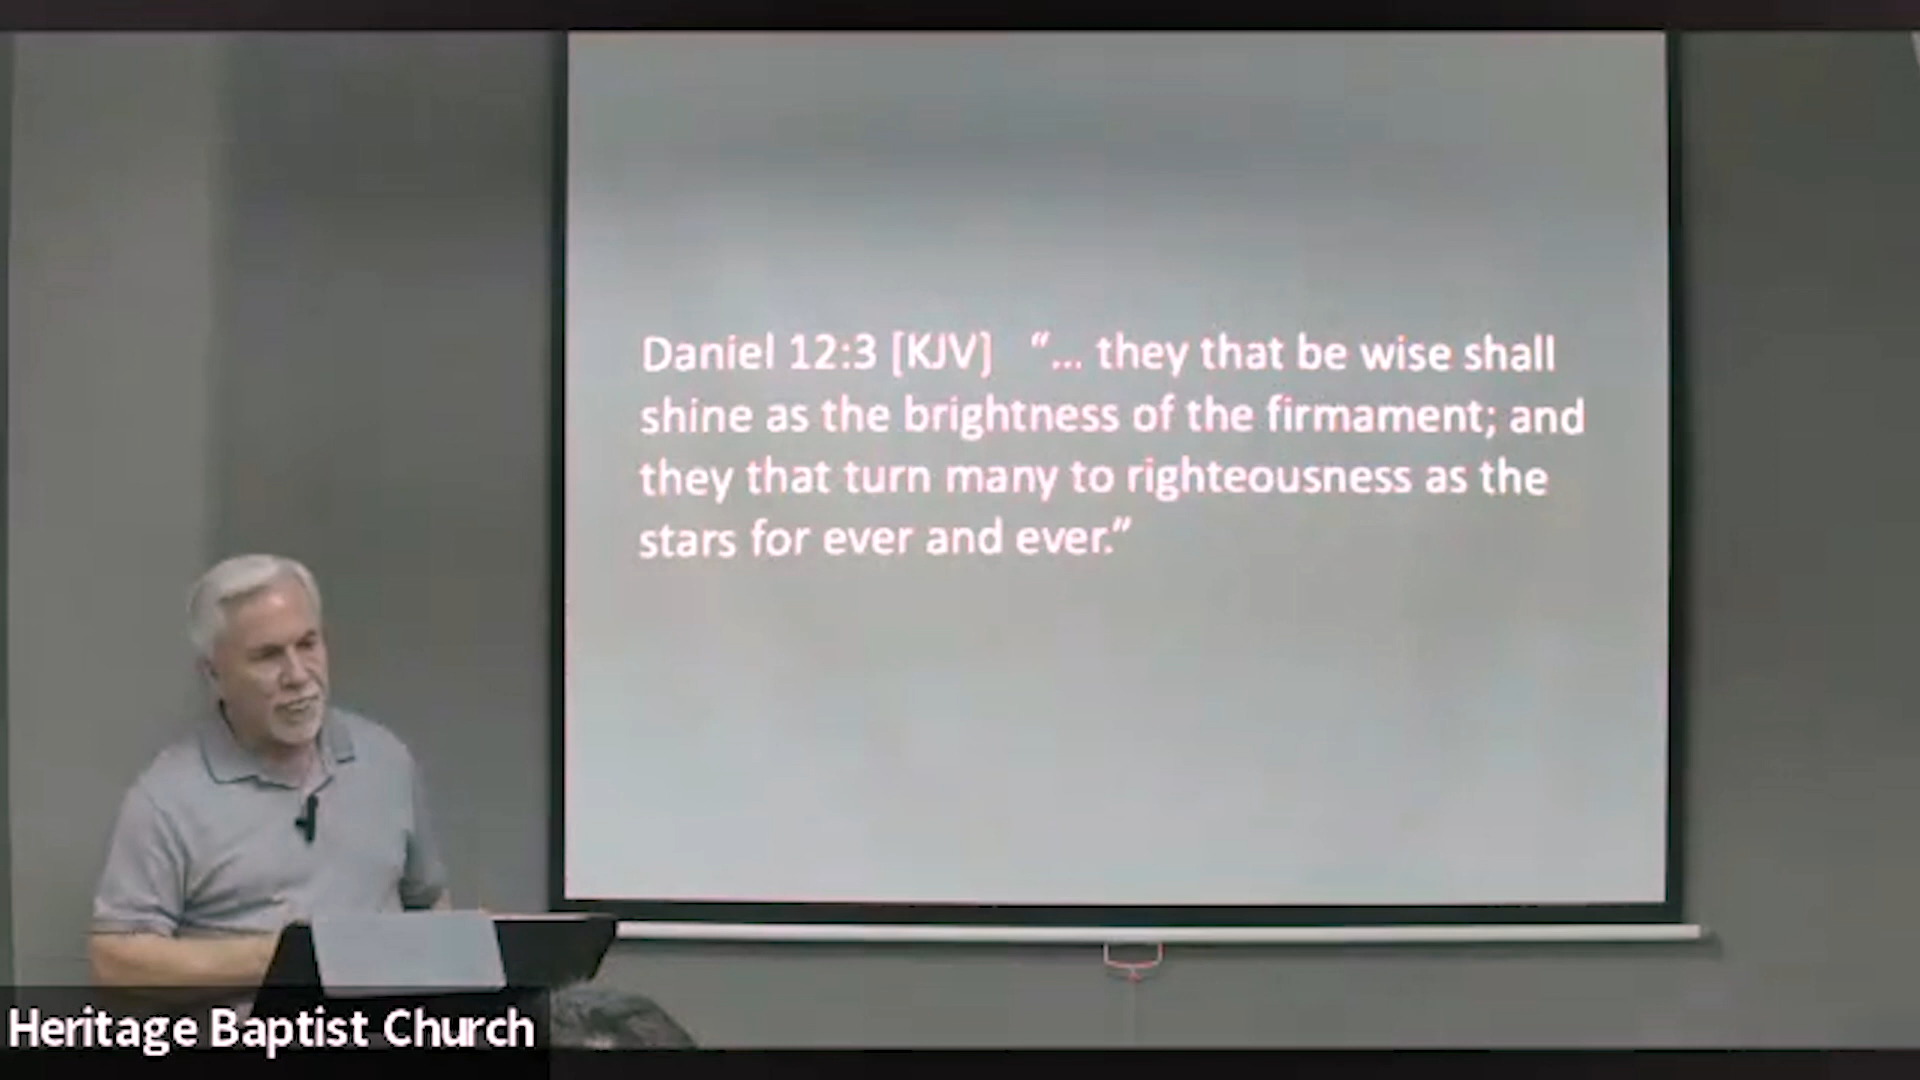 Daniel 12:3 [KJV]   “... they that be wise shall
shine as the brightness of the firmament; and
they that turn many to righteousness as the
stars for ever and ever.”
Heritage Baptist Church